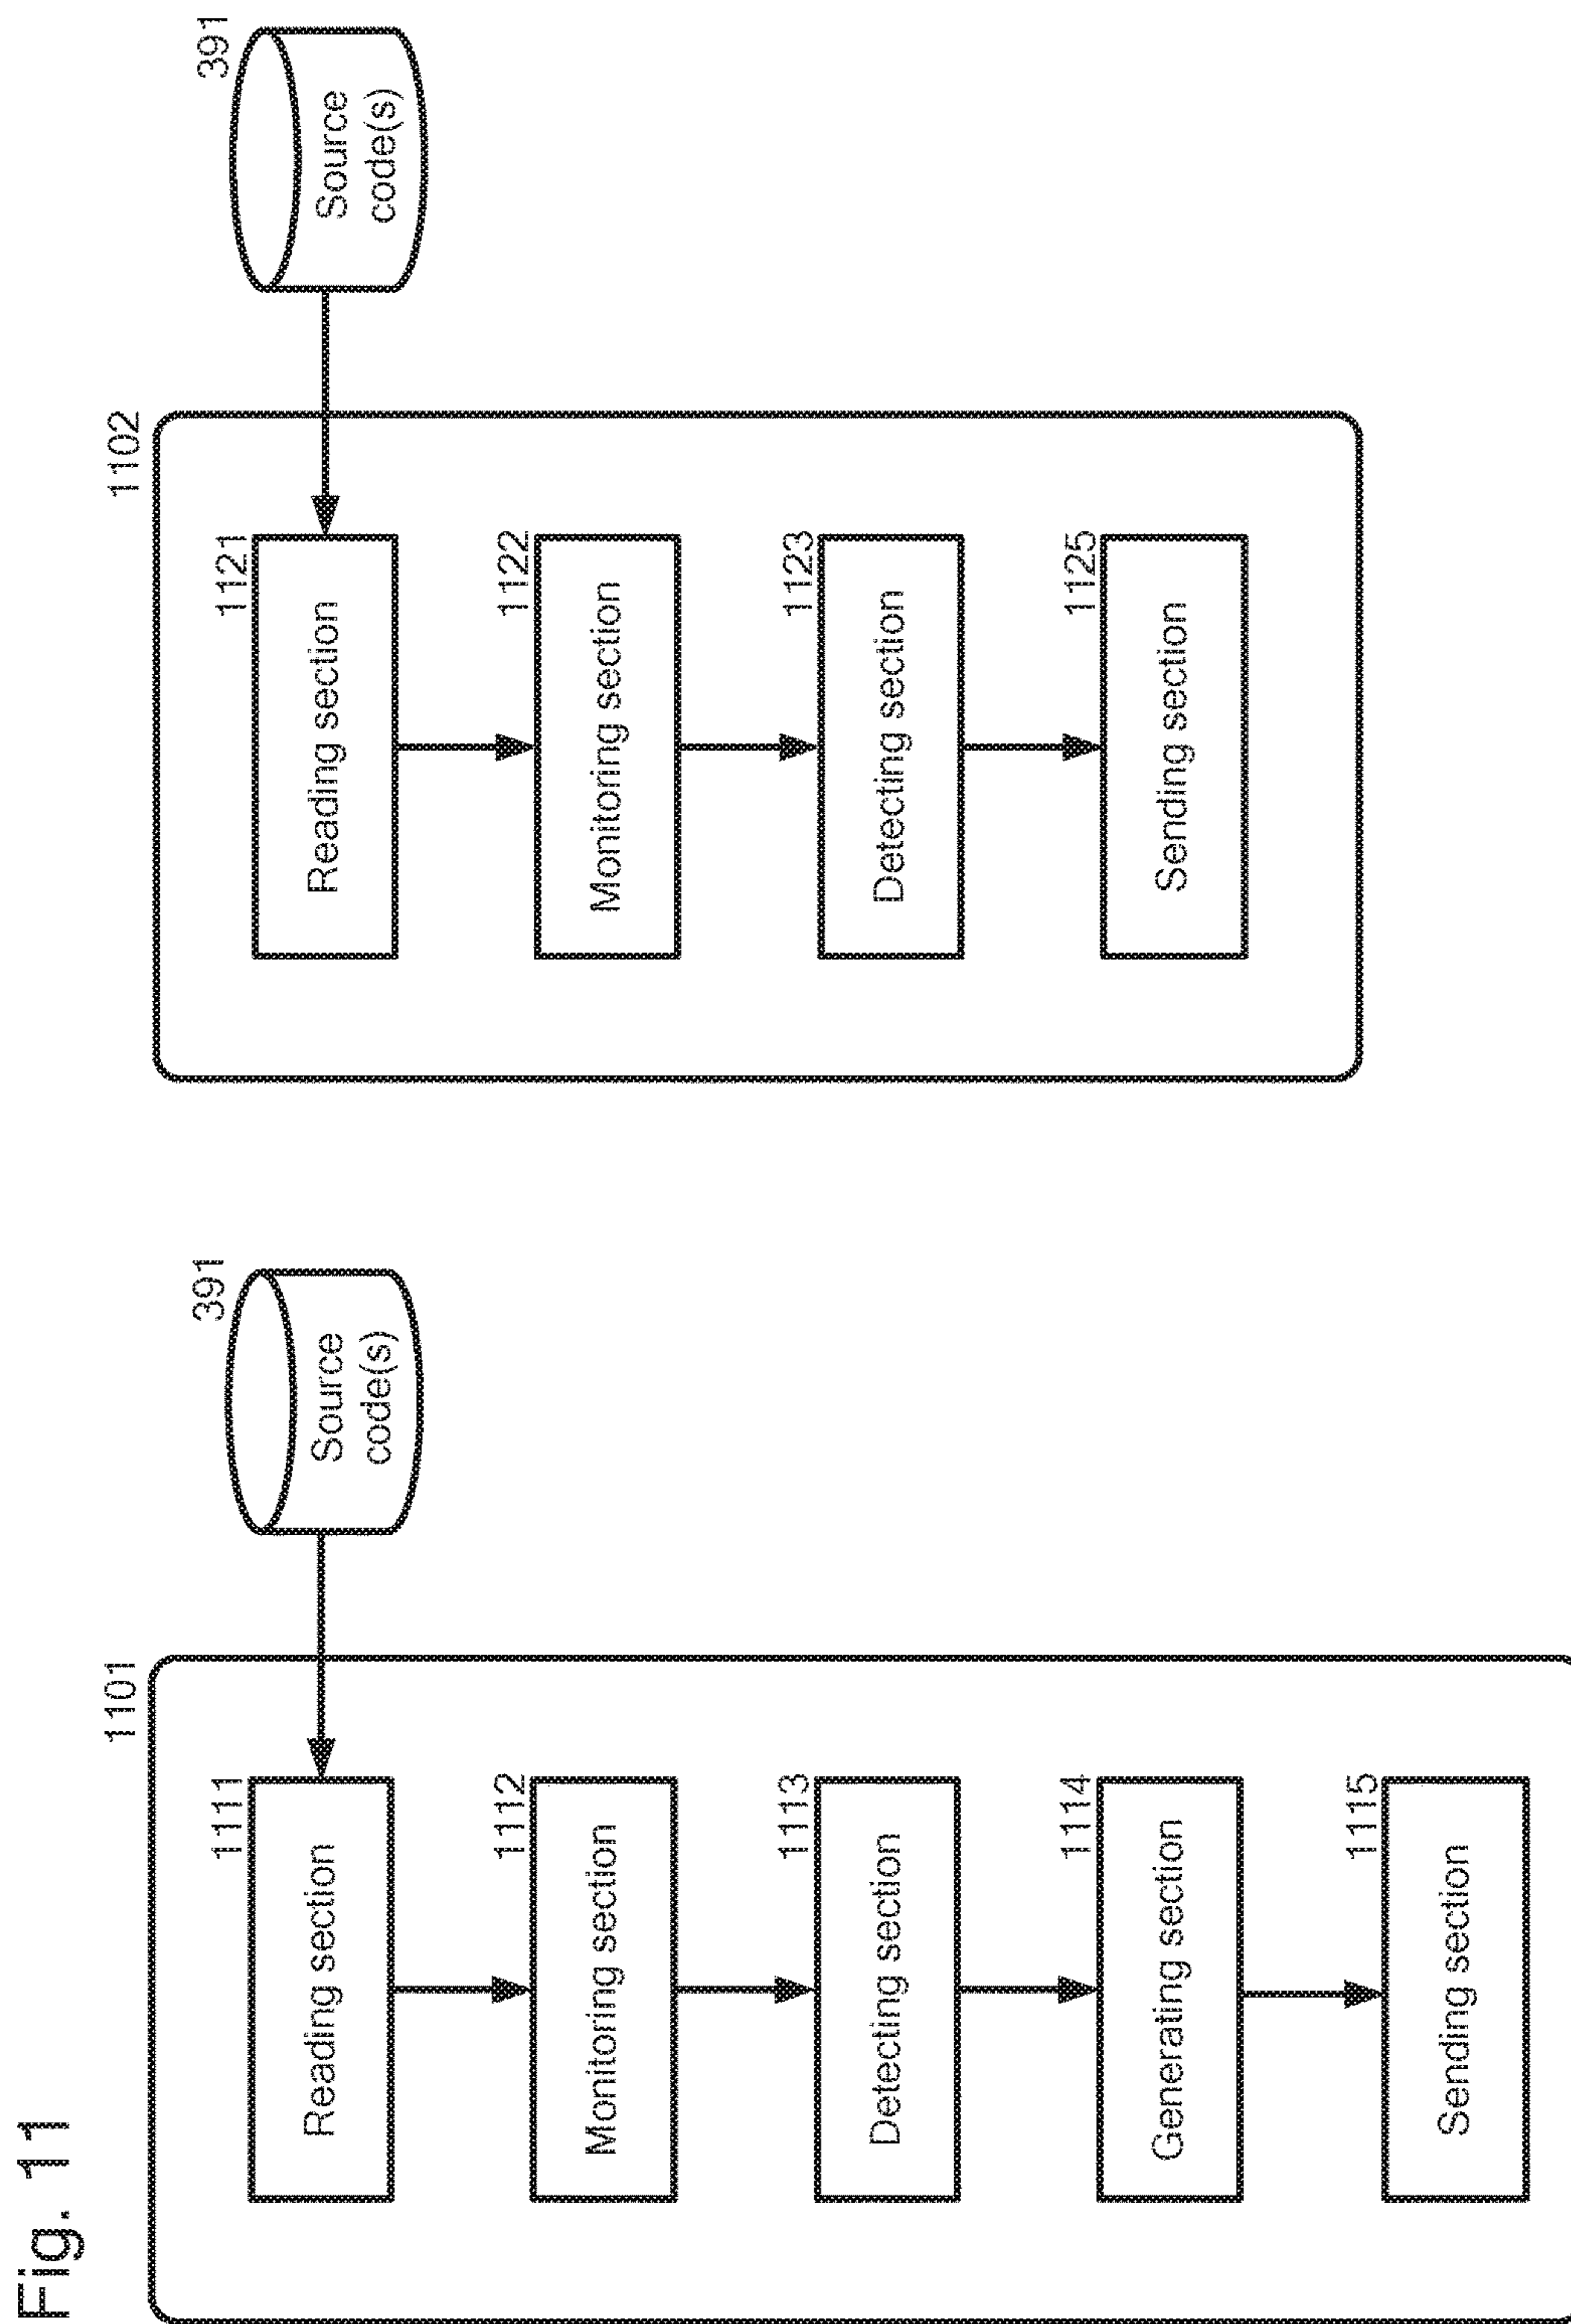 Fig. 11
1101
391
Source
code(s)
1111
Reading section
1112
Monitoring section
1113
Detecting section
1114
Generating section
1115
Sending section
1102
391
Source
code(s)
1121
Reading section
1122
Monitoring section
1123
Detecting section
1125
Sending section